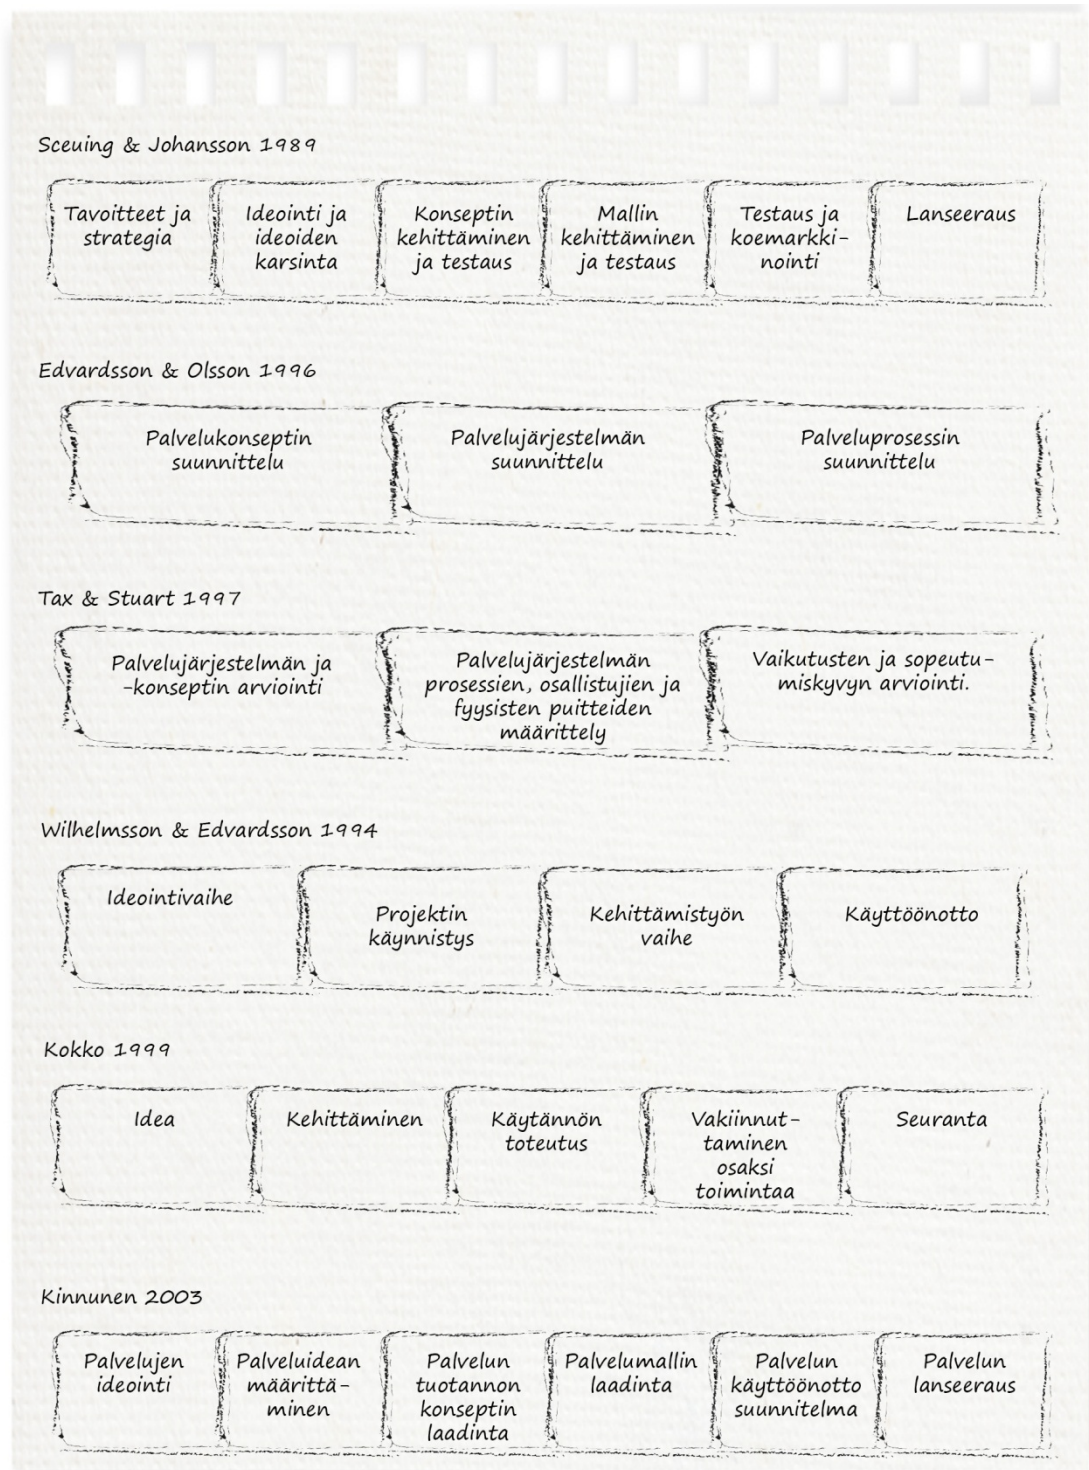 Sceuing & Johansson 1989
Tavoitteet ja
strategia
Ideointi ja
ideoiden
karsinta
Konseptin
kehittäminen
ja testaus
Mallin
kehittäminen
ja testaus
Testaus ja
koemarkki-
nointi
Lanseeraus
Edvardsson & Olsson 1996
Palvelukonseptin
suunnittelu
Palvelujärjestelmän
suunnittelu
Palveluprosessin
suunnittelu
Tax & Stuart 1997
Palvelujärjestelmän ja
-konseptin arviointi
Palvelujärjestelmän
prosessien, osallistujien ja
fyysisten puitteiden
määrittely
Vaikutusten ja sopeutu-
miskyvyn arviointi.
Wilhelmsson & Edvardsson 1994
Ideointivaihe
Projektin
käynnistys
Kehittämistyön
vaihe
Käyttöönotto
Kokko 1999
Idea
Kehittäminen
Käytännön
toteutus
Vakiinnut-
taminen
osaksi
toimintaa
Seuranta
Kinnunen 2003
Palvelujen
ideointi
Palveluidean
määrittä-
minen
Palvelun
tuotannon
konseptin
laadinta
Palvelumallin
laadinta
Palvelun
käyttöönotto
suunnitelma
Palvelun
lanseeraus